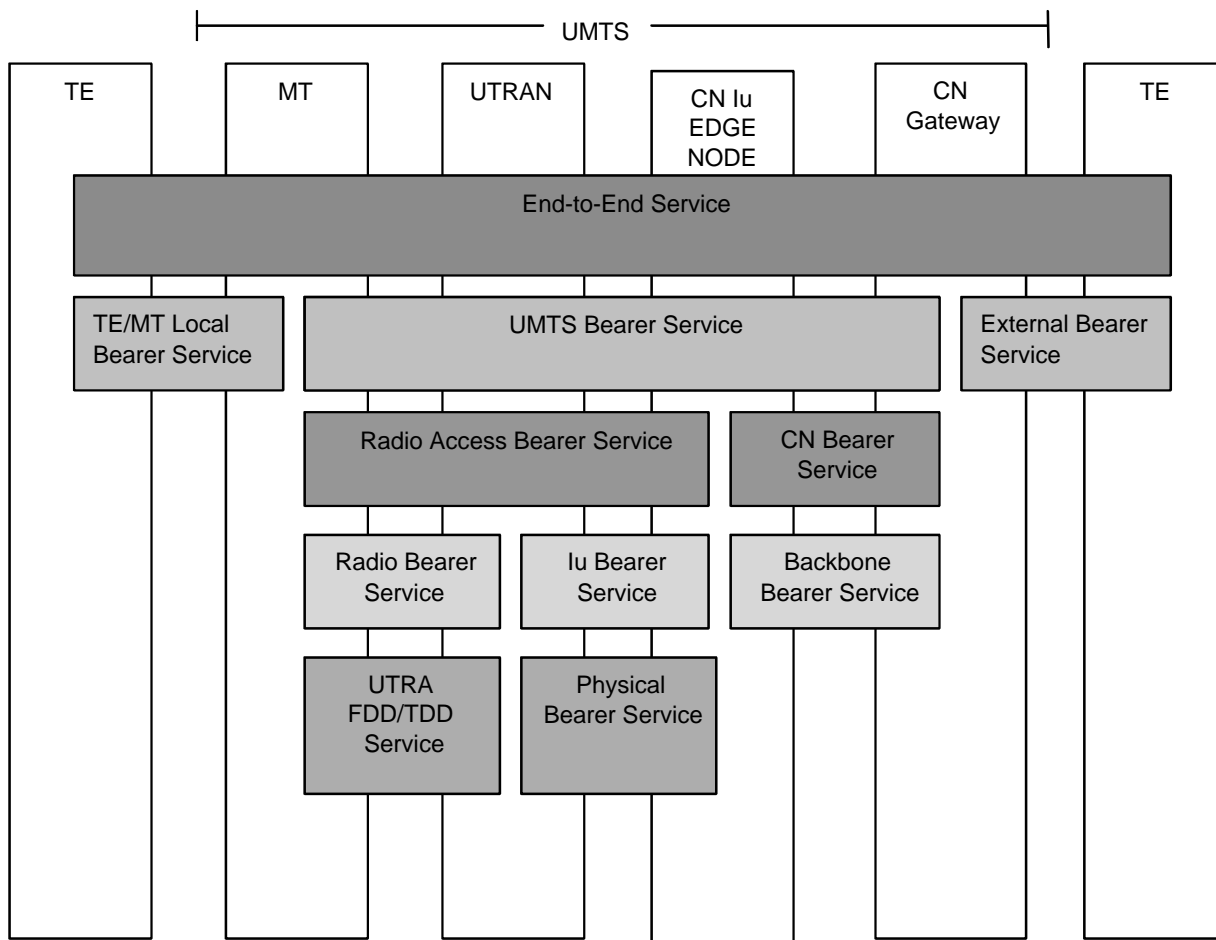 UMTS
TE
MT
UTRAN
CN Iu
EDGE
NODE
CN
Gateway
TE
End-to-End Service
TE/MT Local
Bearer Service
UMTS Bearer Service
External Bearer
Service
Radio Access Bearer Service
CN Bearer
Service
Radio Bearer
Service
Iu Bearer
Service
Backbone
Bearer Service
UTRA
FDD/TDD
Service
Physical
Bearer Service